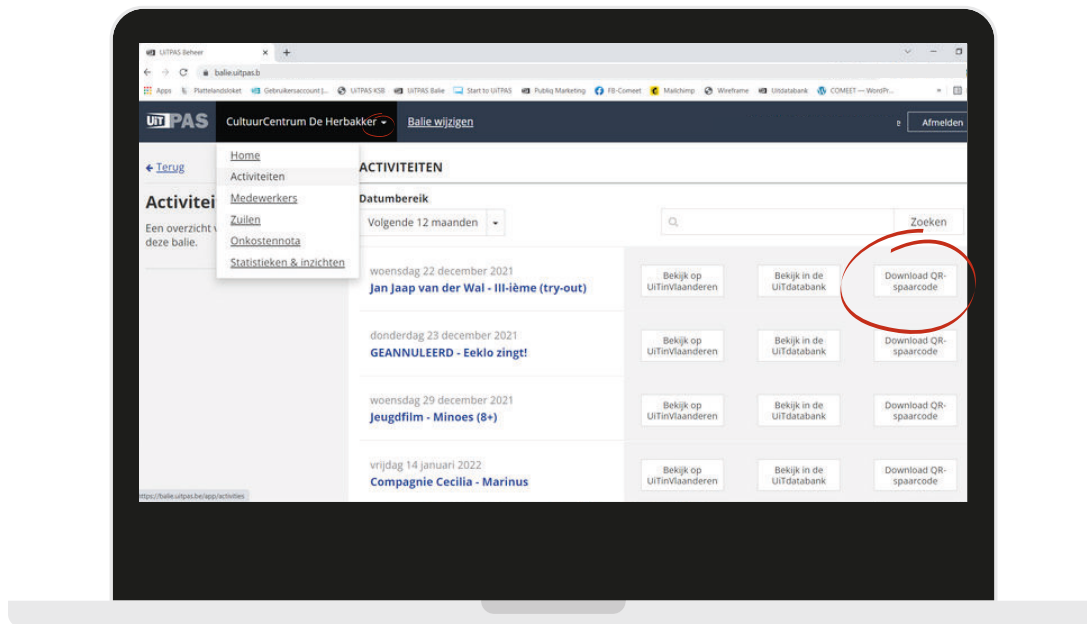 UiTPAS Beheer
balie.uitpas.b
Apps Plattelandsloket Gebruikersaccount |... UiTPAS KSB UiTPAS Balie Start to UiTPAS Publiq Marketing FB-Comeet Mailchimp Wireframe Uitdatabank COMEET — WordPr...
UiTPAS CultuurCentrum De Herbakker Balie wijzigen e Afmelden
Terug
Home
Activiteiten
Medewerkers
Zuilen
Onkostennota
Statistieken & inzichten
Activitei
Een overzicht v
deze balie.
ACTIVITEITEN
Datumbereik
Volgende 12 maanden
Zoeken
woensdag 22 december 2021
Jan Jaap van der Wal - III-ième (try-out)
Bekijk op
UiTinVlaanderen
Bekijk in de
UiTdatabank
Download QR-
spaarcode
donderdag 23 december 2021
GEANNULEERD - Eeklo zingt!
Bekijk op
UiTinVlaanderen
Bekijk in de
UiTdatabank
Download QR-
spaarcode
woensdag 29 december 2021
Jeugdfilm - Minoes (8+)
Bekijk op
UiTinVlaanderen
Bekijk in de
UiTdatabank
Download QR-
spaarcode
vrijdag 14 januari 2022
Compagnie Cecilia - Marinus
Bekijk op
UiTinVlaanderen
Bekijk in de
UiTdatabank
Download QR-
spaarcode
https://balie.uitpas.be/app/activities